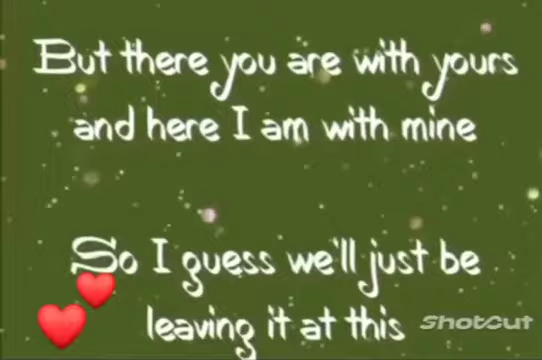 But there you are with yours
and here I am with mine
So I guess we'll just be
leaving it at this
Shotcut